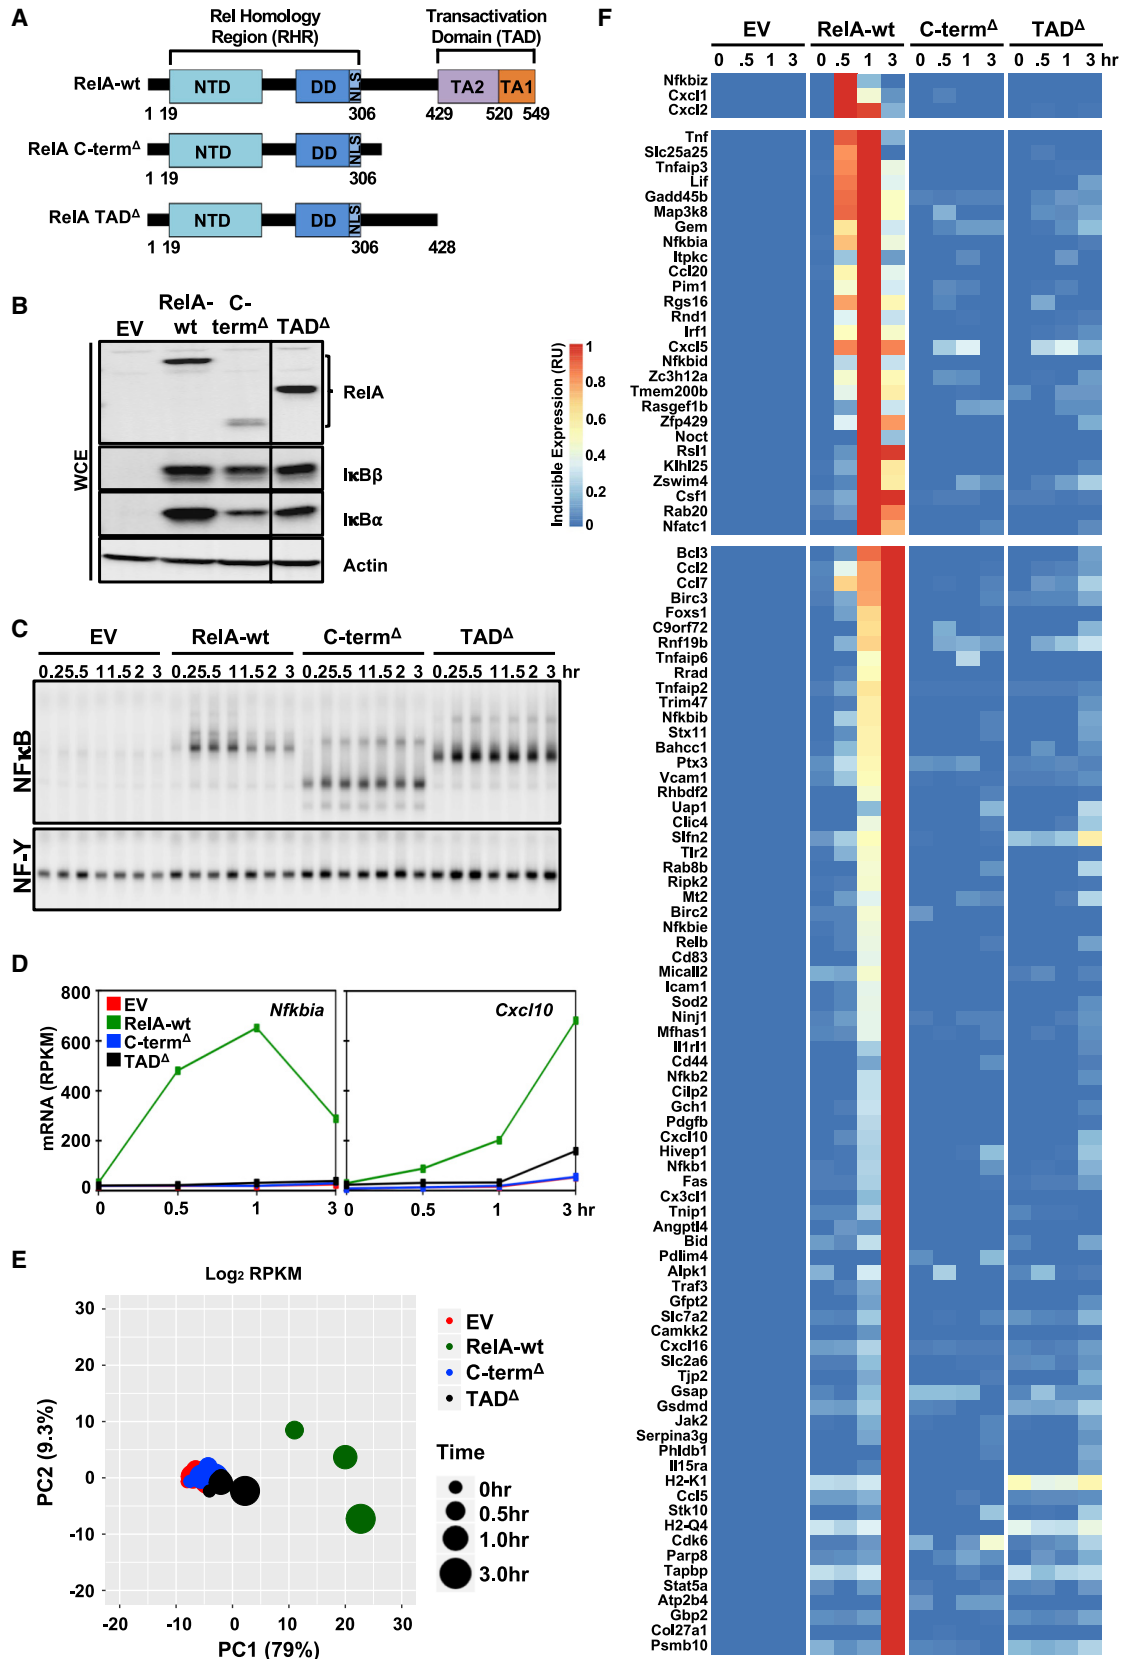 A
Rel Homology
Region (RHR)
Transactivation
Domain (TAD)
RelA-wt
NTD
DD
NLS
TA2
TA1
1 19
306
429
520
549
RelA C-termΔ
NTD
DD
NLS
1 19
306
RelA TADΔ
NTD
DD
NLS
1 19
306
428
B
EV
RelA-
wt
C-
termΔ
TADΔ
WCE
RelA
IκBβ
IκBα
Actin
C
EV
RelA-wt
C-termΔ
TADΔ
0.25.5 11.5 2 3
0.25.5 11.5 2 3
0.25.5 11.5 2 3
0.25.5 11.5 2 3 hr
NFκB
NF-Y
D
mRNA (RPKM)
800
600
400
200
0
EV
RelA-wt
C-termΔ
TADΔ
Nfkbia
Cxcl10
0 0.5 1 3
0 0.5 1 3 hr
E
Log2 RPKM
PC2 (9.3%)
30
20
10
0
-10
-20
-20 -10 0 10 20 30
PC1 (79%)
EV
RelA-wt
C-termΔ
TADΔ
Time
0hr
0.5hr
1.0hr
3.0hr
F
EV
RelA-wt
C-termΔ
TADΔ
0 .5 1 3
0 .5 1 3
0 .5 1 3
0 .5 1 3 hr
Inducible Expression (RU)
1
0.8
0.6
0.4
0.2
0
Nfkbiz
Cxcl1
Cxcl2
Tnf
Slc25a25
Tnfaip3
Lif
Gadd45b
Map3k8
Gem
Nfkbia
Itpkc
Ccl20
Pim1
Rgs16
Rnd1
Irf1
Cxcl5
Nfkbid
Zc3h12a
Tmem200b
Rasgef1b
Zfp429
Noct
Rsl1
Klhl25
Zswim4
Csf1
Rab20
Nfatc1
Bcl3
Ccl2
Ccl7
Birc3
Foxs1
C9orf72
Rnf19b
Tnfaip6
Rrad
Tnfaip2
Trim47
Nfkbib
Stx11
Bahcc1
Ptx3
Vcam1
Rhbdf2
Uap1
Clic4
Slfn2
Tlr2
Rab8b
Ripk2
Mt2
Birc2
Nfkbie
Relb
Cd83
Micall2
Icam1
Sod2
Ninj1
Mfhas1
Il1rl1
Cd44
Nfkb2
Cilp2
Gch1
Pdgfb
Cxcl10
Hivep1
Nfkb1
Fas
Cx3cl1
Tnip1
Angptl4
Bid
Pdlim4
Alpk1
Traf3
Gfpt2
Slc7a2
Camkk2
Cxcl16
Slc2a6
Tjp2
Gsap
Gsdmd
Jak2
Serpina3g
Phldb1
Il15ra
H2-K1
Ccl5
Stk10
H2-Q4
Cdk6
Parp8
Tapbp
Stat5a
Atp2b4
Gbp2
Col27a1
Psmb10